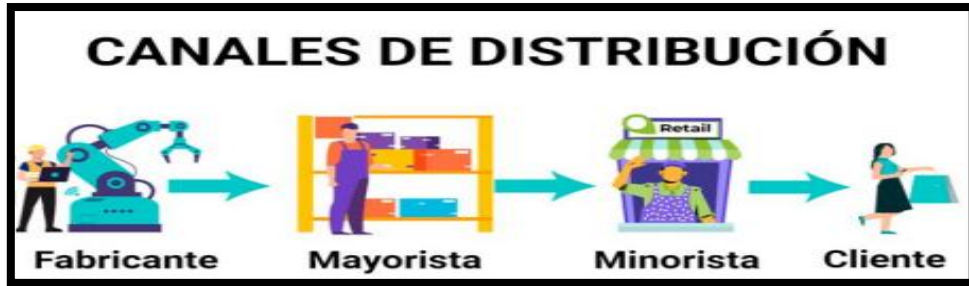 CANALES DE DISTRIBUCIÓN
Retail
Fabricante Mayorista Minorista Cliente